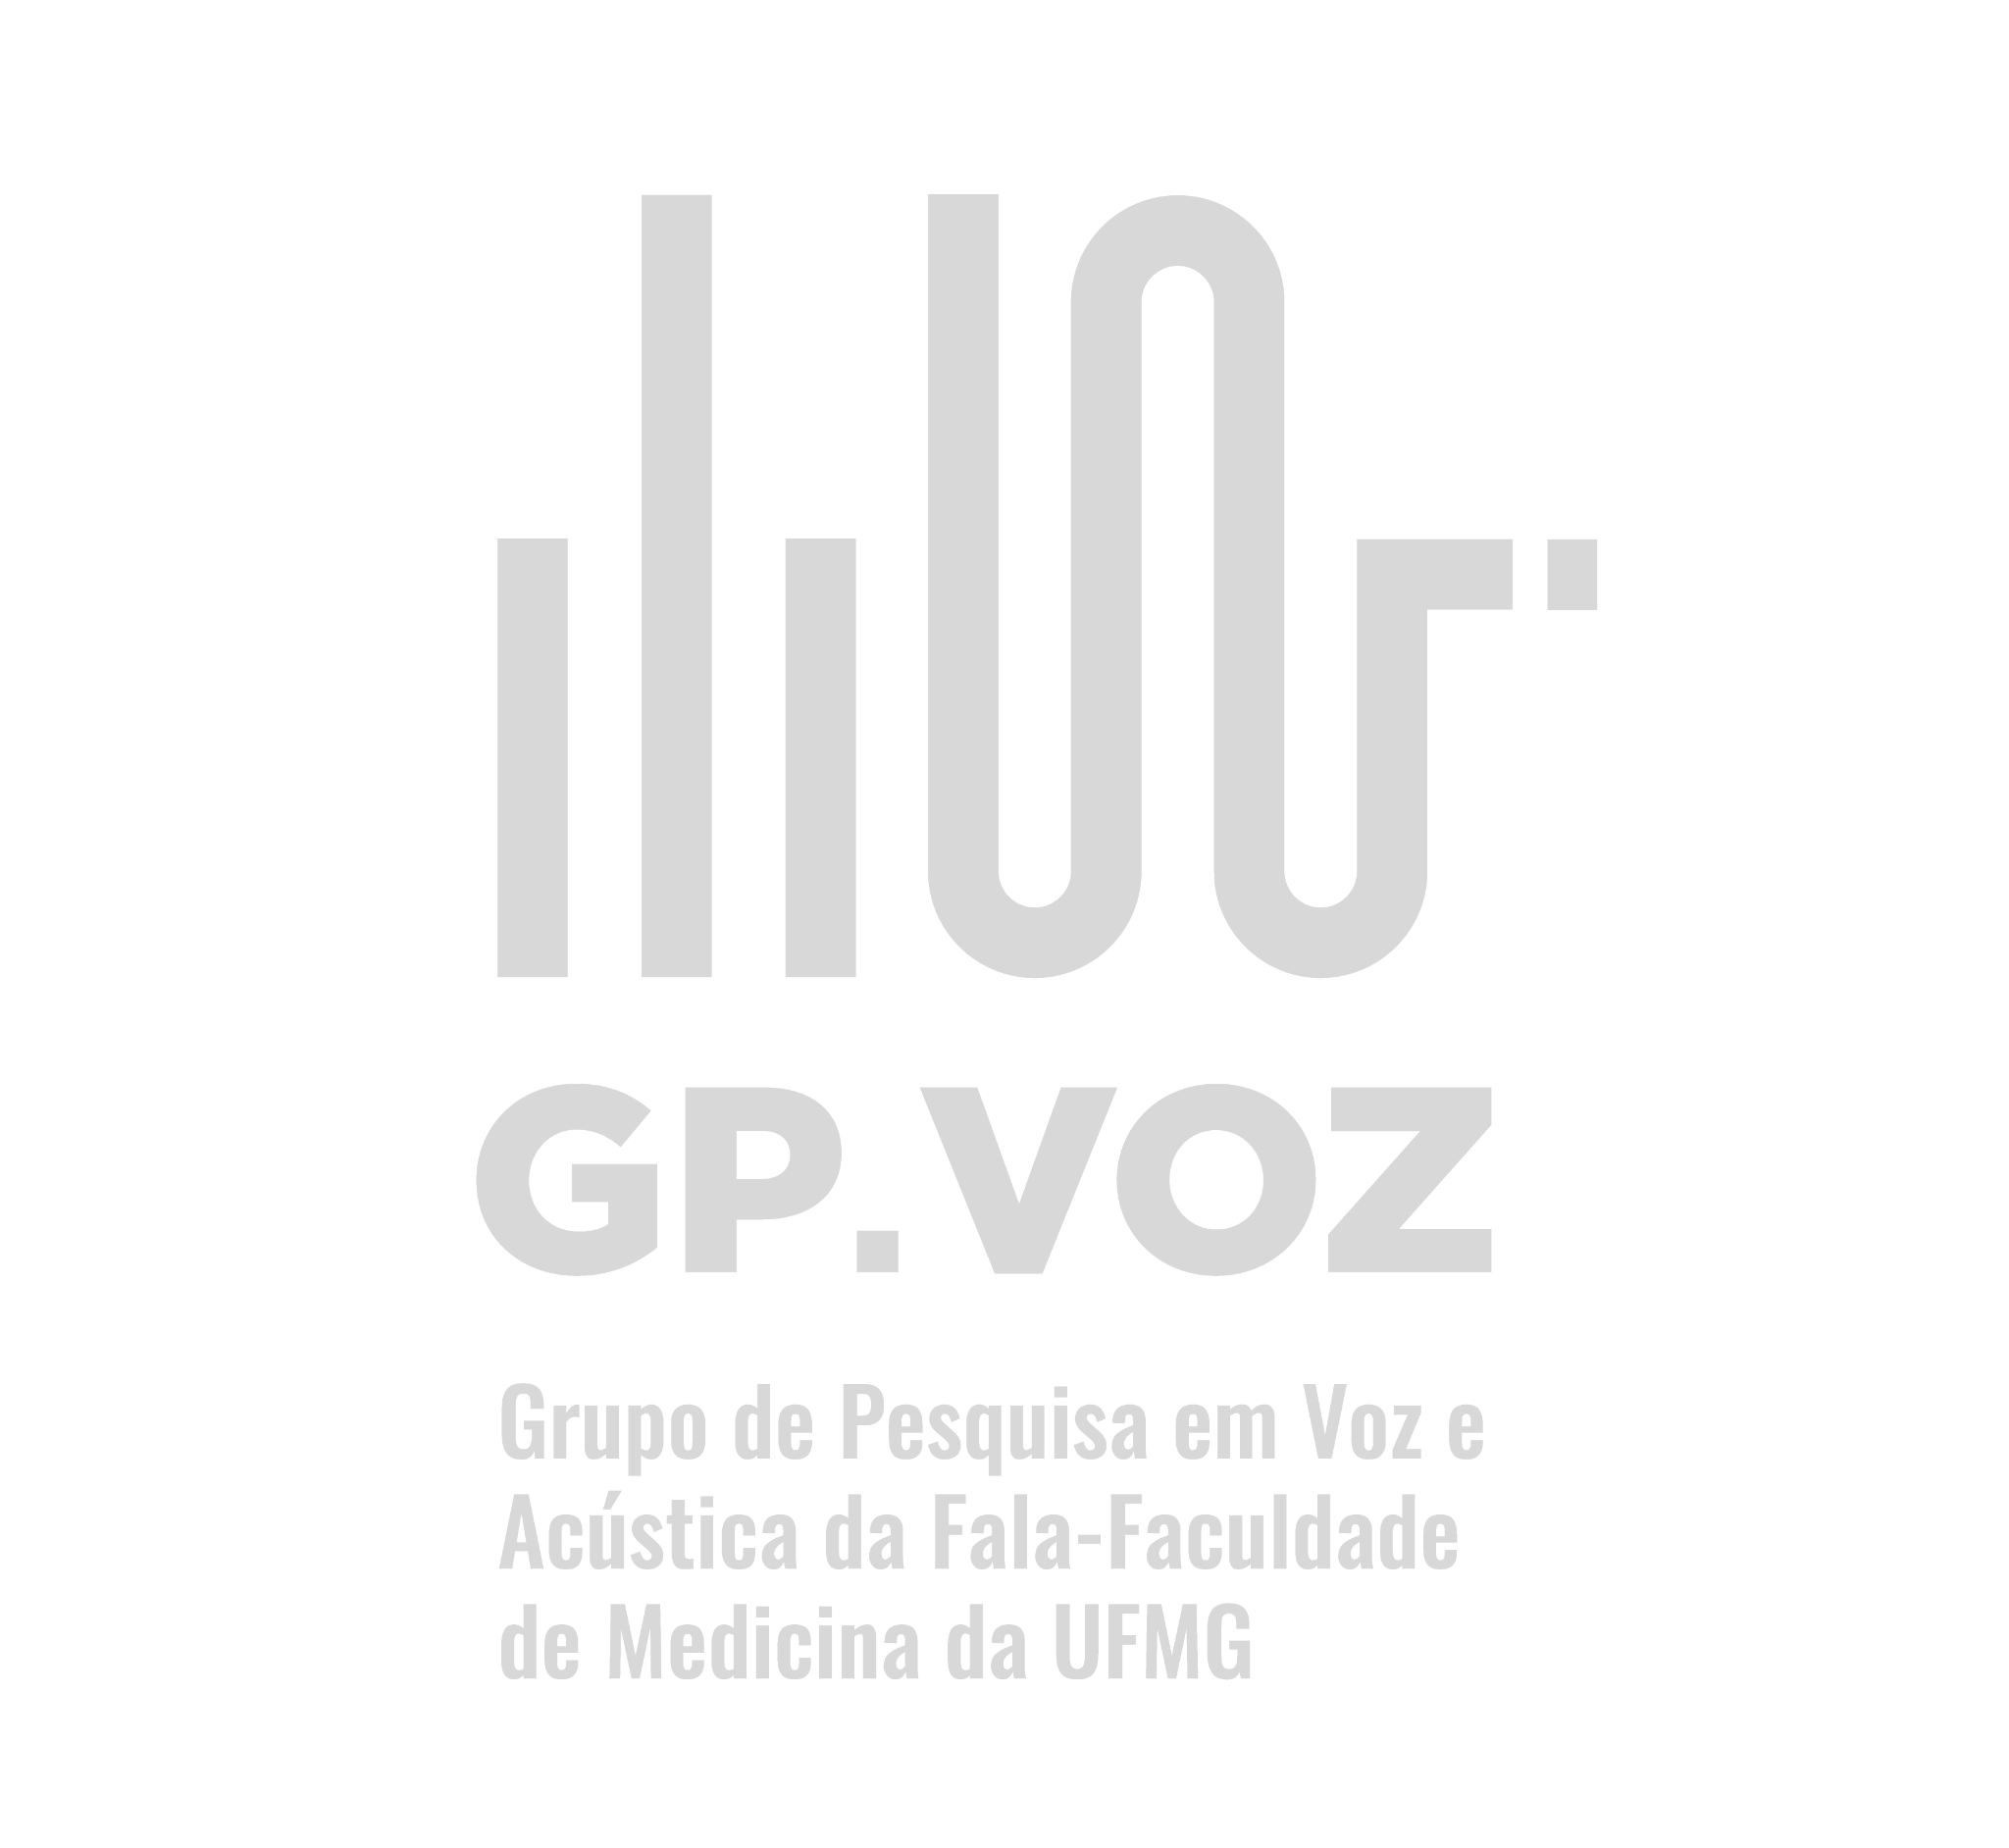 GP.VOZ
Grupo de Pesquisa em Voz e
Acústica da Fala-Faculdade
de Medicina da UFMG